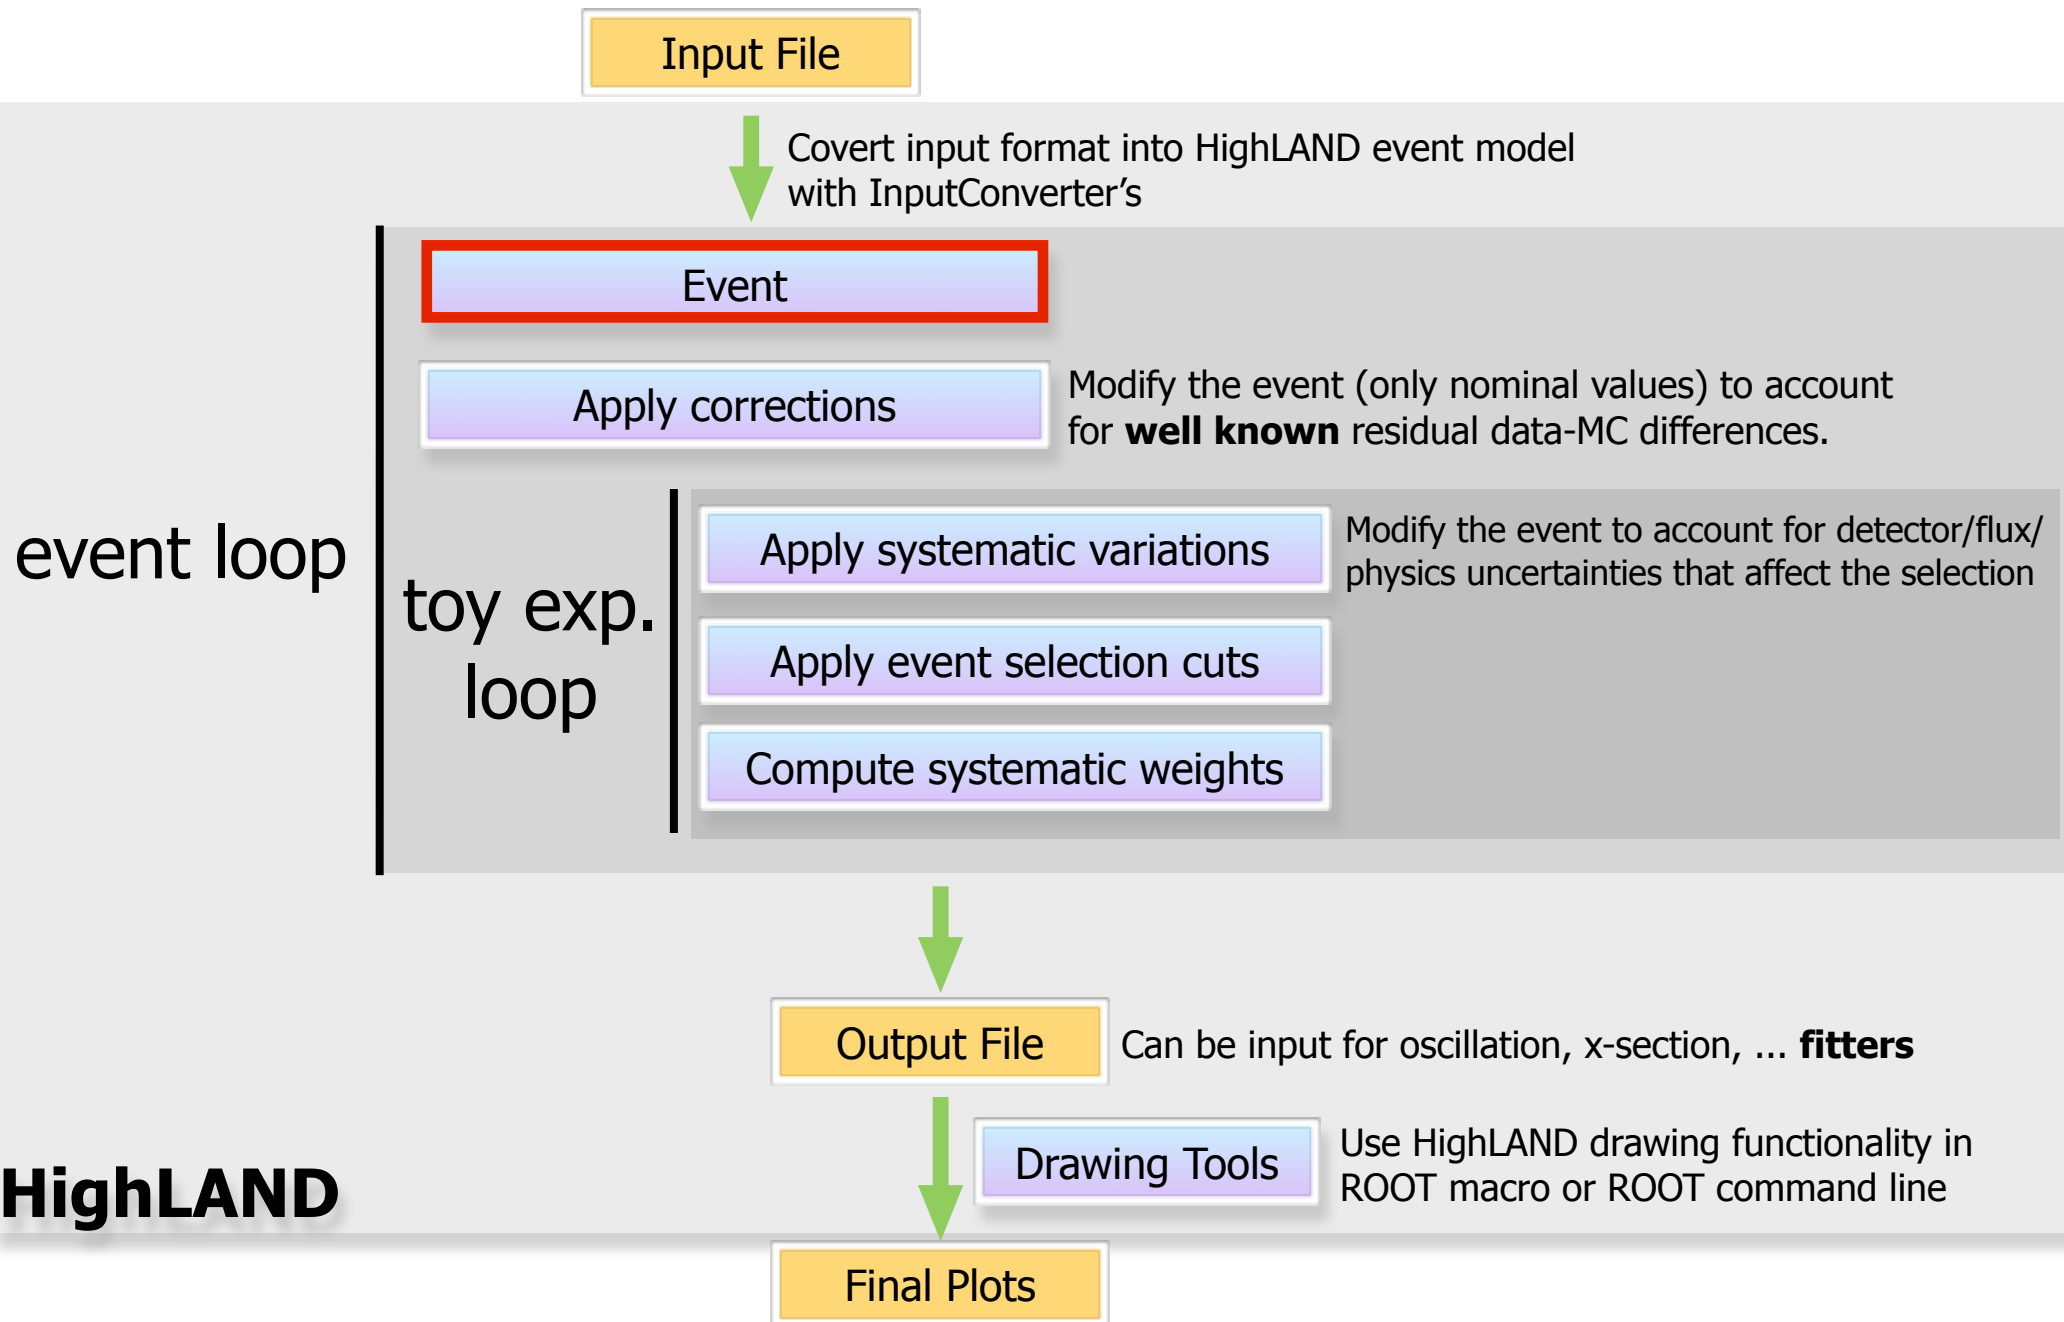 Input File
Covert input format into HighLAND event model
with InputConverter’s
Event
Apply corrections
Modify the event (only nominal values) to account
for well known residual data-MC differences.
event loop
toy exp.
loop
Apply systematic variations
Modify the event to account for detector/flux/
physics uncertainties that affect the selection
Apply event selection cuts
Compute systematic weights
Output File
Can be input for oscillation, x-section, ... fitters
Drawing Tools
Use HighLAND drawing functionality in
ROOT macro or ROOT command line
HighLAND
Final Plots